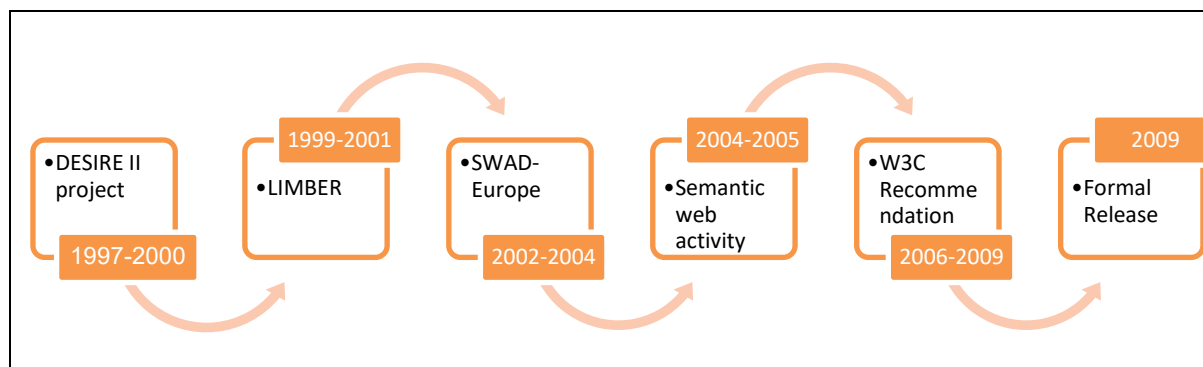 •DESIRE II
project
1997-2000
1999-2001
•LIMBER
•SWAD-
Europe
2002-2004
2004-2005
•Semantic
web
activity
•W3C
Recomme
ndation
2006-2009
2009
•Formal
Release